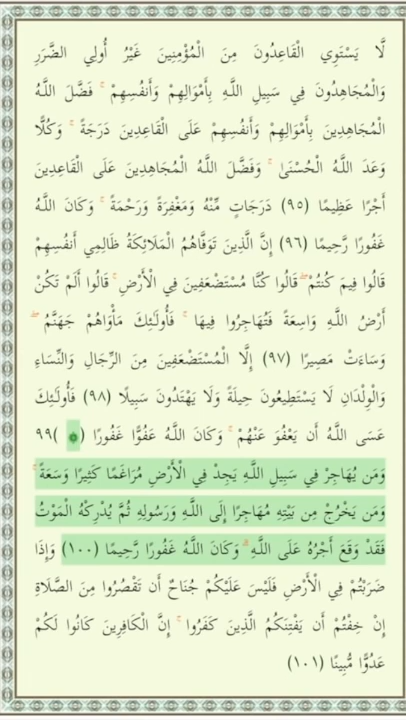 لَّا يَسْتَوِي الْقَاعِدُونَ مِنَ الْمُؤْمِنِينَ غَيْرُ أُولِي الضَّرَرِ
وَالْمُجَاهِدُونَ فِي سَبِيلِ اللَّهِ بِأَمْوَالِهِمْ وَأَنفُسِهِمْ ۚ فَضَّلَ اللَّهُ
الْمُجَاهِدِينَ بِأَمْوَالِهِمْ وَأَنفُسِهِمْ عَلَى الْقَاعِدِينَ دَرَجَةً ۚ وَكُلًّا
وَعَدَ اللَّهُ الْحُسْنَىٰ ۚ وَفَضَّلَ اللَّهُ الْمُجَاهِدِينَ عَلَى الْقَاعِدِينَ
أَجْرًا عَظِيمًا (٩٥) دَرَجَاتٍ مِّنْهُ وَمَغْفِرَةً وَرَحْمَةً ۚ وَكَانَ اللَّهُ
غَفُورًا رَّحِيمًا (٩٦) إِنَّ الَّذِينَ تَوَفَّاهُمُ الْمَلَائِكَةُ ظَالِمِي أَنفُسِهِمْ
قَالُوا فِيمَ كُنتُمْ ۖ قَالُوا كُنَّا مُسْتَضْعَفِينَ فِي الْأَرْضِ ۚ قَالُوا أَلَمْ تَكُنْ
أَرْضُ اللَّهِ وَاسِعَةً فَتُهَاجِرُوا فِيهَا ۚ فَأُولَٰئِكَ مَأْوَاهُمْ جَهَنَّمُ ۖ
وَسَاءَتْ مَصِيرًا (٩٧) إِلَّا الْمُسْتَضْعَفِينَ مِنَ الرِّجَالِ وَالنِّسَاءِ
وَالْوِلْدَانِ لَا يَسْتَطِيعُونَ حِيلَةً وَلَا يَهْتَدُونَ سَبِيلًا (٩٨) فَأُولَٰئِكَ
عَسَى اللَّهُ أَن يَعْفُوَ عَنْهُمْ ۚ وَكَانَ اللَّهُ عَفُوًّا غَفُورًا (۞ )٩٩
وَمَن يُهَاجِرْ فِي سَبِيلِ اللَّهِ يَجِدْ فِي الْأَرْضِ مُرَاغَمًا كَثِيرًا وَسَعَةً ۚ
وَمَن يَخْرُجْ مِن بَيْتِهِ مُهَاجِرًا إِلَى اللَّهِ وَرَسُولِهِ ثُمَّ يُدْرِكْهُ الْمَوْتُ
فَقَدْ وَقَعَ أَجْرُهُ عَلَى اللَّهِ ۗ وَكَانَ اللَّهُ غَفُورًا رَّحِيمًا (١٠٠) وَإِذَا
ضَرَبْتُمْ فِي الْأَرْضِ فَلَيْسَ عَلَيْكُمْ جُنَاحٌ أَن تَقْصُرُوا مِنَ الصَّلَاةِ
إِنْ خِفْتُمْ أَن يَفْتِنَكُمُ الَّذِينَ كَفَرُوا ۚ إِنَّ الْكَافِرِينَ كَانُوا لَكُمْ
عَدُوًّا مُّبِينًا (١٠١)